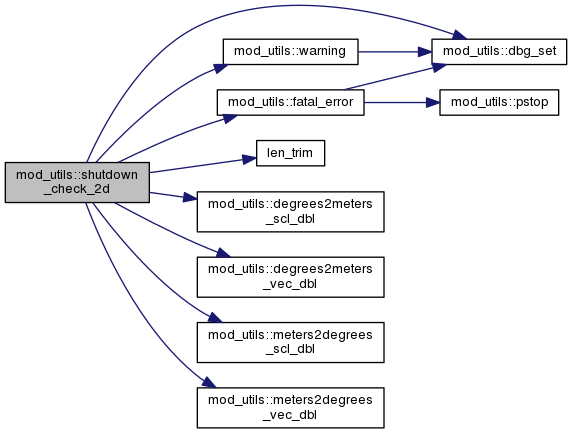 mod_utils::shutdown
_check_2d
mod_utils::warning
mod_utils::dbg_set
mod_utils::fatal_error
mod_utils::pstop
len_trim
mod_utils::degrees2meters
_scl_dbl
mod_utils::degrees2meters
_vec_dbl
mod_utils::meters2degrees
_scl_dbl
mod_utils::meters2degrees
_vec_dbl